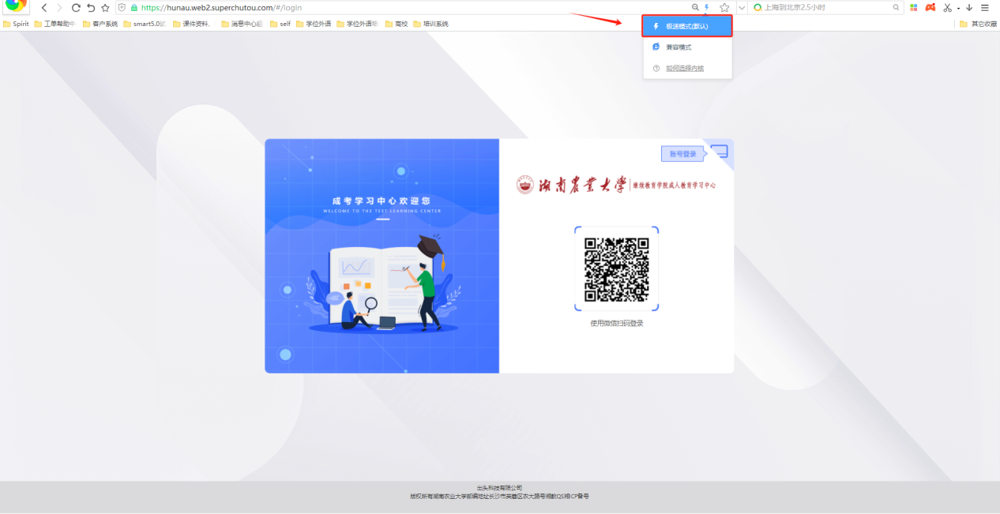 https://hunau.web2.superchutou.com/#/login
上海到北京2.5小时
Spirit 工单帮助中 客户系统 smart5.0 课件资料、 消息中心 self 学位外语 学位外语 高校 培训系统 其它收藏
极速模式(默认)
兼容模式
如何选择内核
账号登录
湖南农业大学 继续教育学院成人教育学习中心
成考学习中心欢迎您
WELCOME TO THE TEST LEARNING CENTER
使用微信扫码登录
出头科技有限公司
版权所有湖南农业大学邮编地址长沙市芙蓉区农大路号湘教QS湘ICP备号